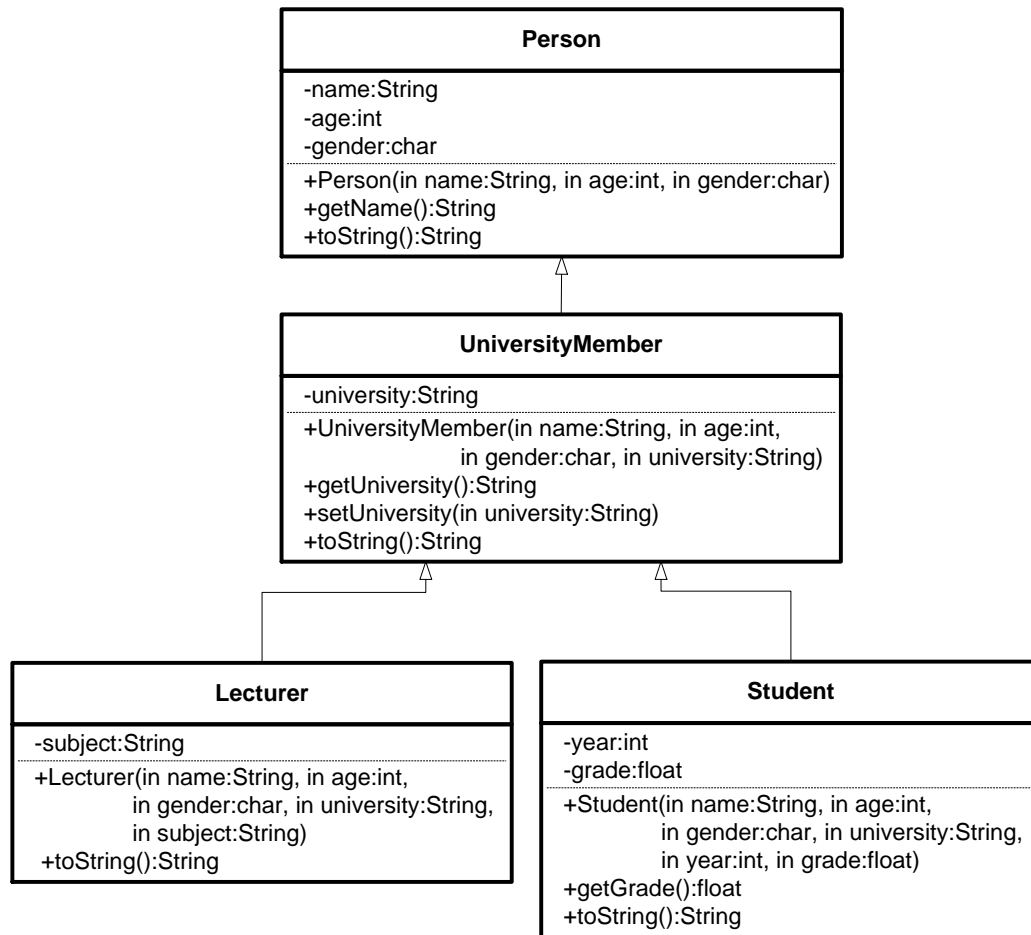 Person
-name:String
-age:int
-gender:char
+Person(in name:String, in age:int, in gender:char)
+getName():String
+toString():String
UniversityMember
-university:String
+UniversityMember(in name:String, in age:int,
in gender:char, in university:String)
+getUniversity():String
+setUniversity(in university:String)
+toString():String
Lecturer
-subject:String
+Lecturer(in name:String, in age:int,
in gender:char, in university:String,
in subject:String)
+toString():String
Student
-year:int
-grade:float
+Student(in name:String, in age:int,
in gender:char, in university:String,
in year:int, in grade:float)
+getGrade():float
+toString():String